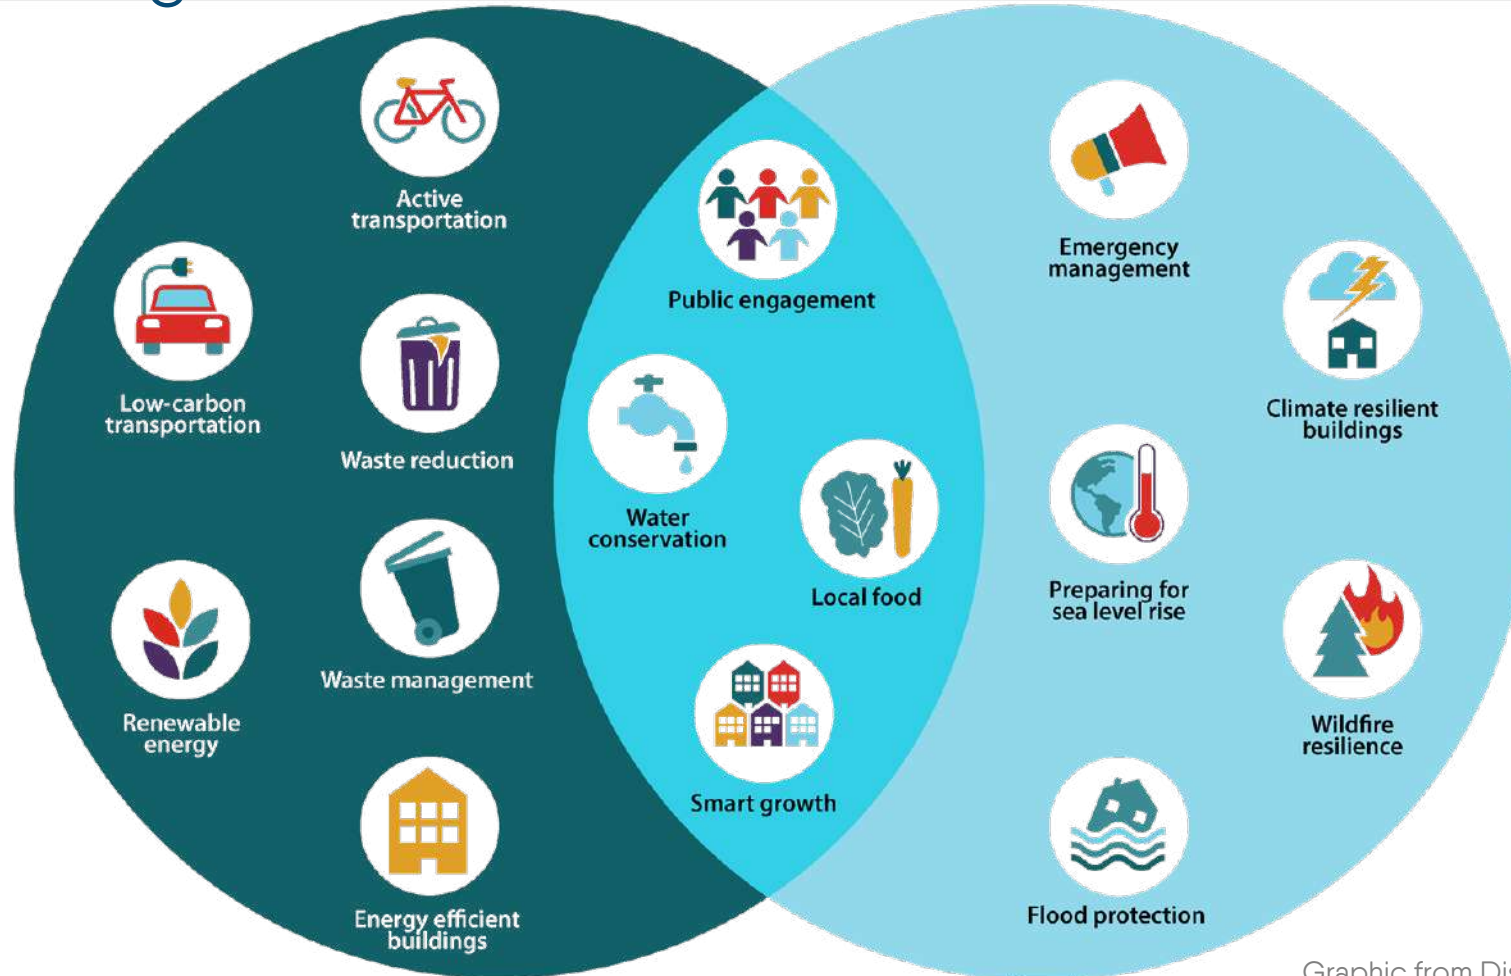 Active
transportation
Low-carbon
transportation
Waste reduction
Renewable
energy
Waste management
Energy efficient
buildings
Public engagement
Water
conservation
Local food
Smart growth
Emergency
management
Climate resilient
buildings
Preparing for
sea level rise
Wildfire
resilience
Flood protection
Graphic from